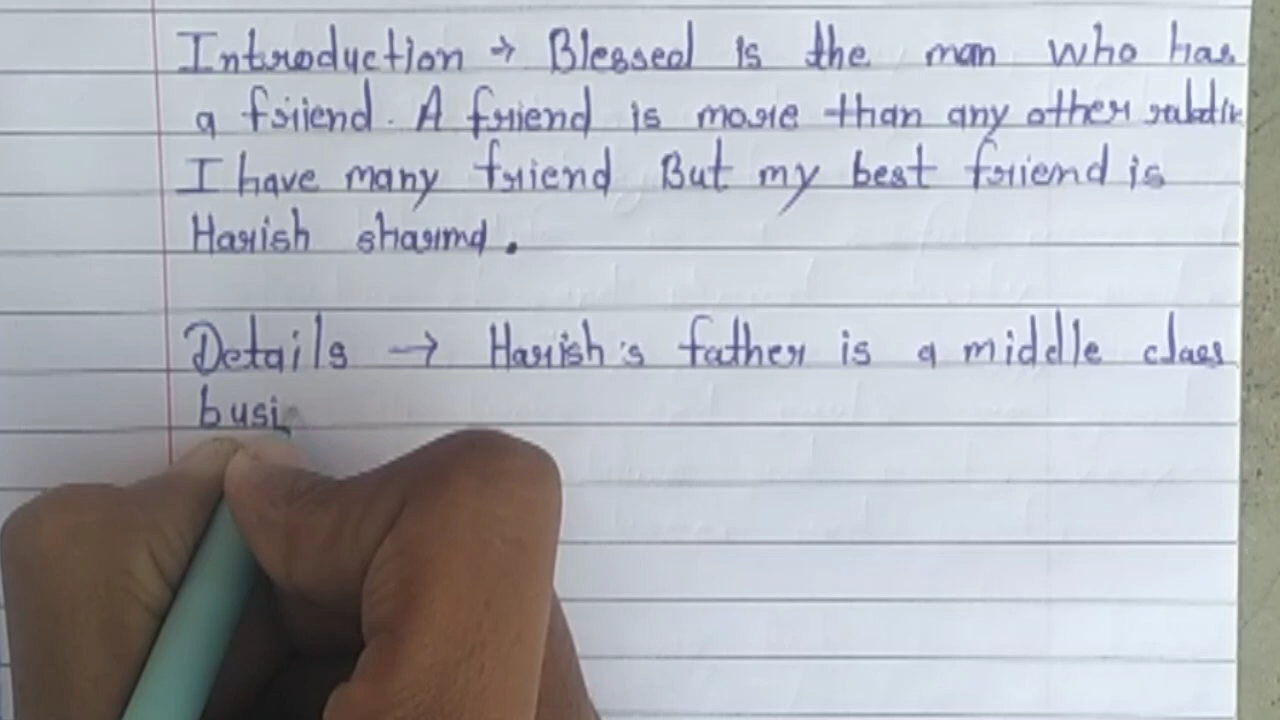 Introduction → Blessed is the man who has
a friend. A friend is more than any other
I have many friend But my best friend is
Harish sharma.
Details → Harish's father is a middle class
busi